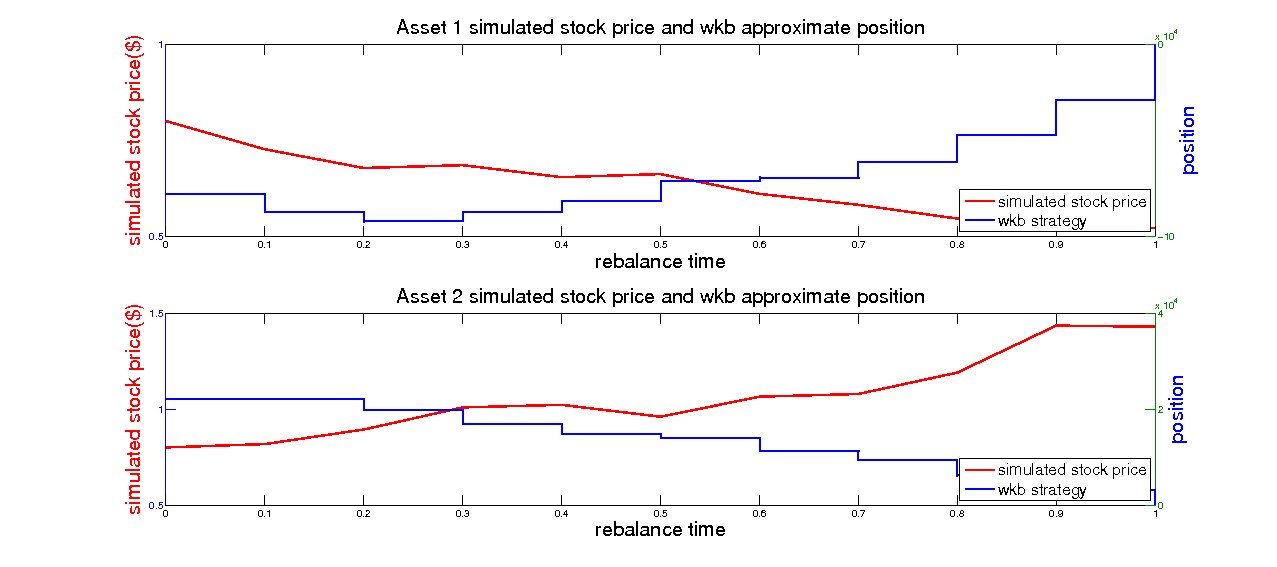 Asset 1 simulated stock price and wkb approximate position
x 10^4
1
0
simulated stock price($)
position
simulated stock price
wkb strategy
0.5
-10
0 0.1 0.2 0.3 0.4 0.5 0.6 0.7 0.8 0.9 1
rebalance time
Asset 2 simulated stock price and wkb approximate position
x 10^4
1.5
4
simulated stock price($)
1
2
position
simulated stock price
wkb strategy
0.5
0
0 0.1 0.2 0.3 0.4 0.5 0.6 0.7 0.8 0.9 1
rebalance time